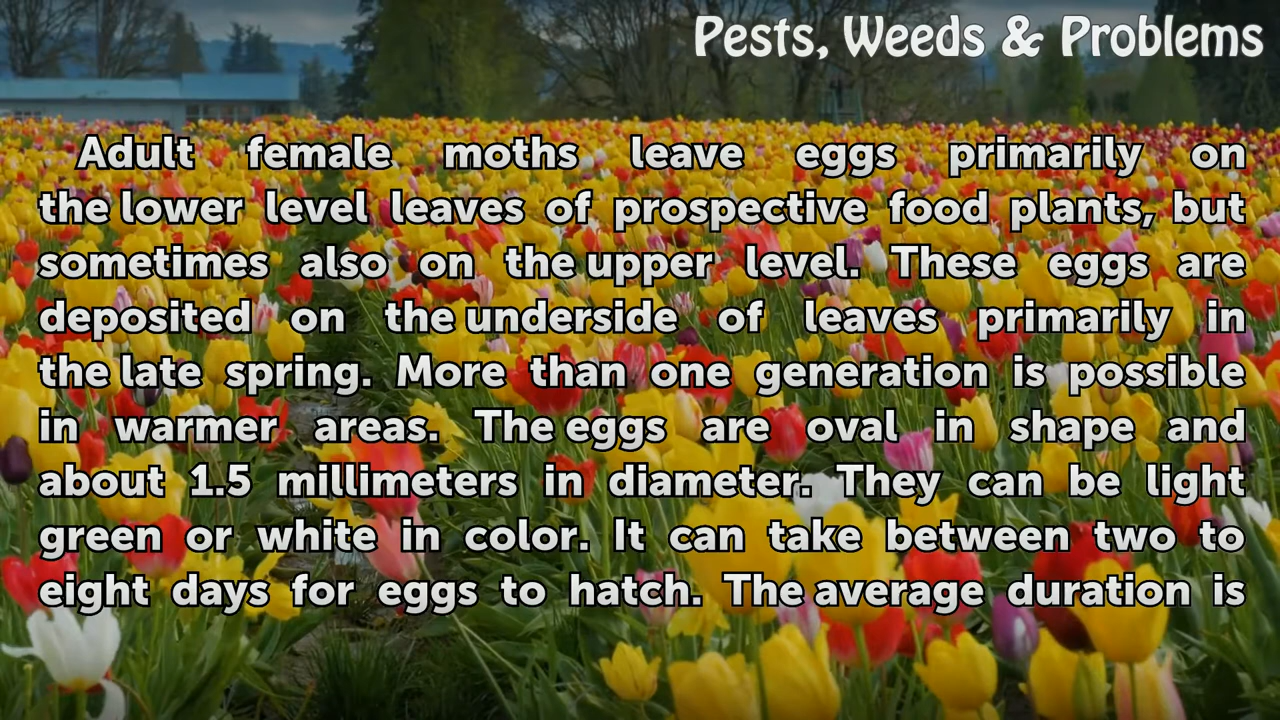 Pests, Weeds & Problems
Adult female moths leave eggs primarily on
the lower level leaves of prospective food plants, but
sometimes also on the upper level. These eggs are
deposited on the underside of leaves primarily in
the late spring. More than one generation is possible
in warmer areas. The eggs are oval in shape and
about 1.5 millimeters in diameter. They can be light
green or white in color. It can take between two to
eight days for eggs to hatch. The average duration is